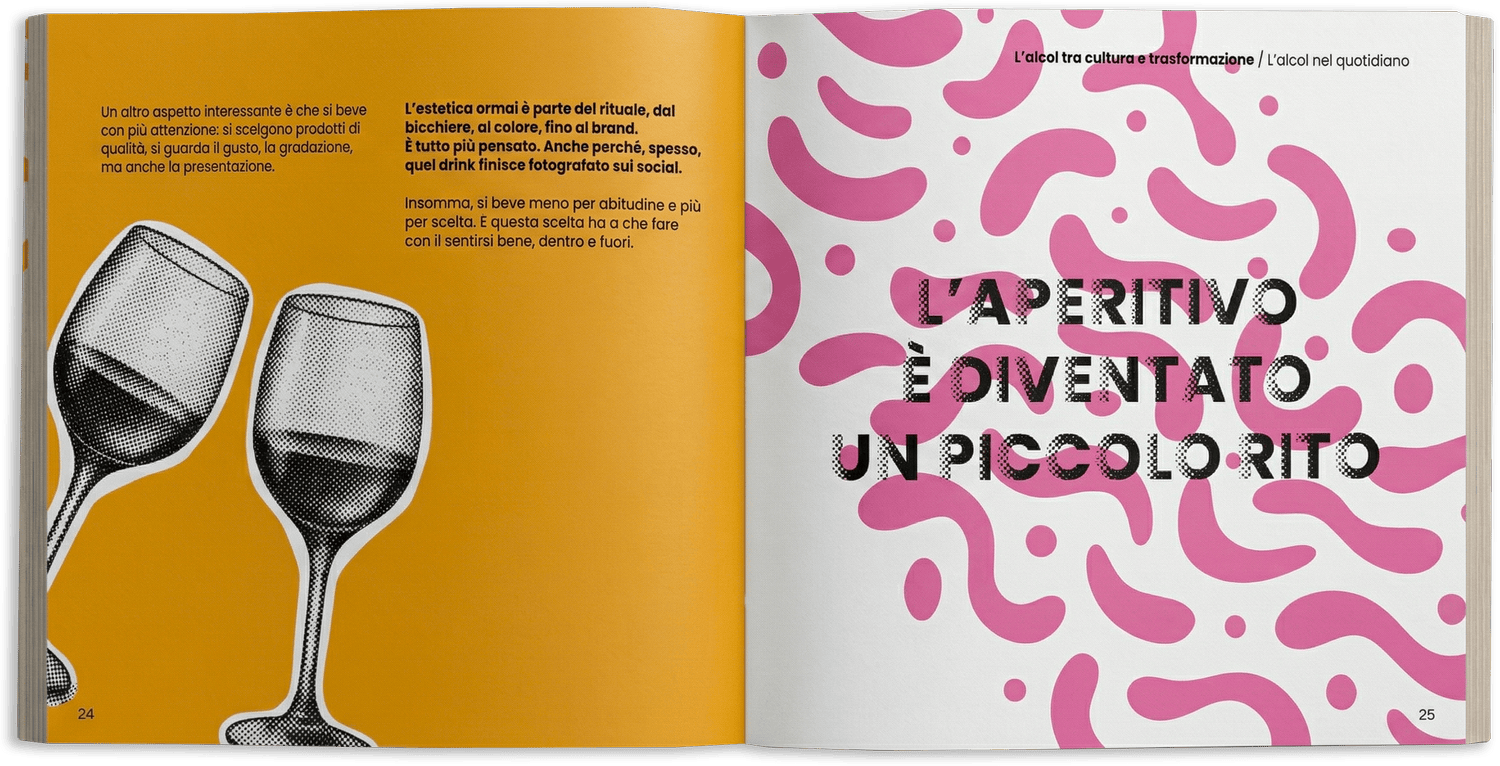 Un altro aspetto interessante è che si beve
con più attenzione: si scelgono prodotti di
qualità, si guarda il gusto, la gradazione,
ma anche la presentazione.
L'estetica ormai è parte del rituale, dal
bicchiere, al colore, fino al brand.
È tutto più pensato. Anche perché, spesso,
quel drink finisce fotografato sui social.
Insomma, si beve meno per abitudine e più
per scelta. E questa scelta ha a che fare
con il sentirsi bene, dentro e fuori.
24
L'alcol tra cultura e trasformazione / L'alcol nel quotidiano
L'APERITIVO
È DIVENTATO
UN PICCOLO RITO
25